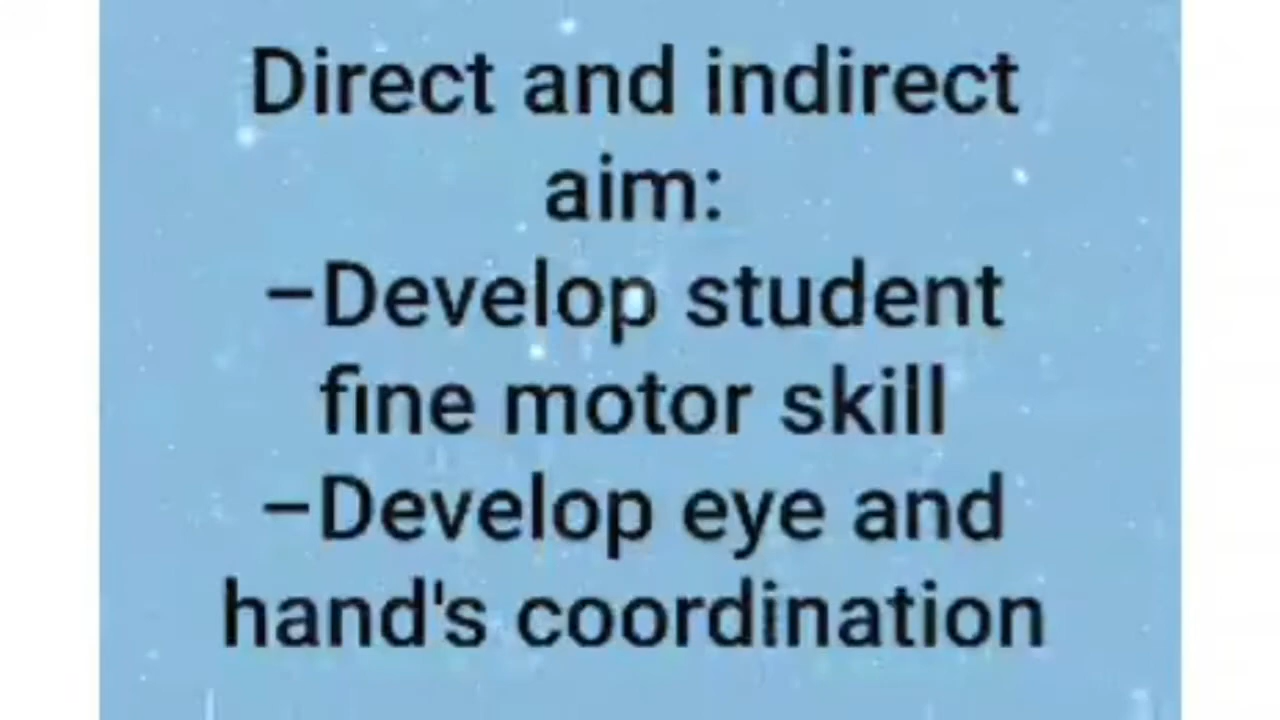 Direct and indirect
aim:
–Develop student
fine motor skill
–Develop eye and
hand's coordination